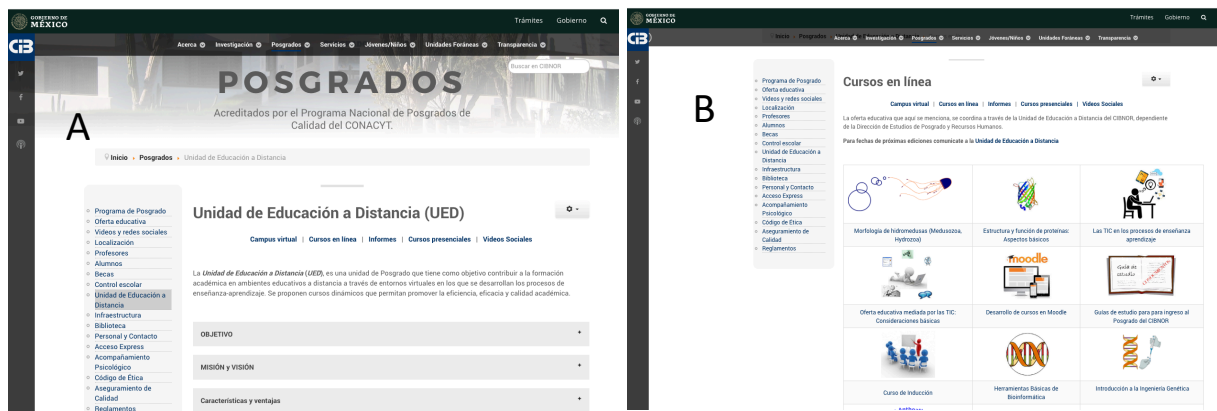 GOBIERNO DE
MÉXICO
Trámites Gobierno
CIB
Acerca Investigación Posgrados Servicios Jóvenes/Niños Unidades Foráneas Transparencia
Buscar en CIBNOR
POSGRADOS
Acreditados por el Programa Nacional de Posgrados de
Calidad del CONACYT.
A
Inicio Posgrados Unidad de Educación a Distancia
Programa de Posgrado
Oferta educativa
Videos y redes sociales
Localización
Profesores
Alumnos
Becas
Control escolar
Unidad de Educación a
Distancia
Infraestructura
Biblioteca
Personal y Contacto
Acceso Express
Acompañamiento
Psicológico
Código de Ética
Aseguramiento de
Calidad
Reglamentos
Unidad de Educación a Distancia (UED)
Campus virtual | Cursos en línea | Informes | Cursos presenciales | Videos Sociales
La Unidad de Educación a Distancia (UED), es una unidad de Posgrado que tiene como objetivo contribuir a la formación
académica en ambientes educativos a distancia a través de entornos virtuales en los que se desarrollan los procesos de
enseñanza-aprendizaje. Se proponen cursos dinámicos que permitan promover la eficiencia, eficacia y calidad académica.
OBJETIVO +
MISIÓN y VISIÓN +
Características y ventajas +
GOBIERNO DE
MÉXICO
Trámites Gobierno
CIB
Inicio Posgrados
Acerca Investigación Posgrados Servicios Jóvenes/Niños Unidades Foráneas Transparencia
B
Programa de Posgrado
Oferta educativa
Videos y redes sociales
Localización
Profesores
Alumnos
Becas
Control escolar
Unidad de Educación a
Distancia
Infraestructura
Biblioteca
Personal y Contacto
Acceso Express
Acompañamiento
Psicológico
Código de Ética
Aseguramiento de
Calidad
Reglamentos
Cursos en línea
Campus virtual | Cursos en línea | Informes | Cursos presenciales | Videos Sociales
La oferta educativa que aquí se menciona, se coordina a través de la Unidad de Educación a Distancia del CIBNOR, dependiente
de la Dirección de Estudios de Posgrado y Recursos Humanos.
Para fechas de próximas ediciones comunicate a la Unidad de Educación a Distancia
Morfología de hidromedusas (Medusozoa,
Hydrozoa)
Estructura y función de proteinas:
Aspectos básicos
Las TIC en los procesos de enseñanza
aprendizaje
moodle
Guía de
estudio
Oferta educativa mediada por las TIC:
Consideraciones básicas
Desarrollo de cursos en Moodle
Guías de estudio para para ingreso al
Posgrado del CIBNOR
Curso de Inducción
Herramientas Básicas de
Bioinformática
Introducción a la Ingeniería Genética